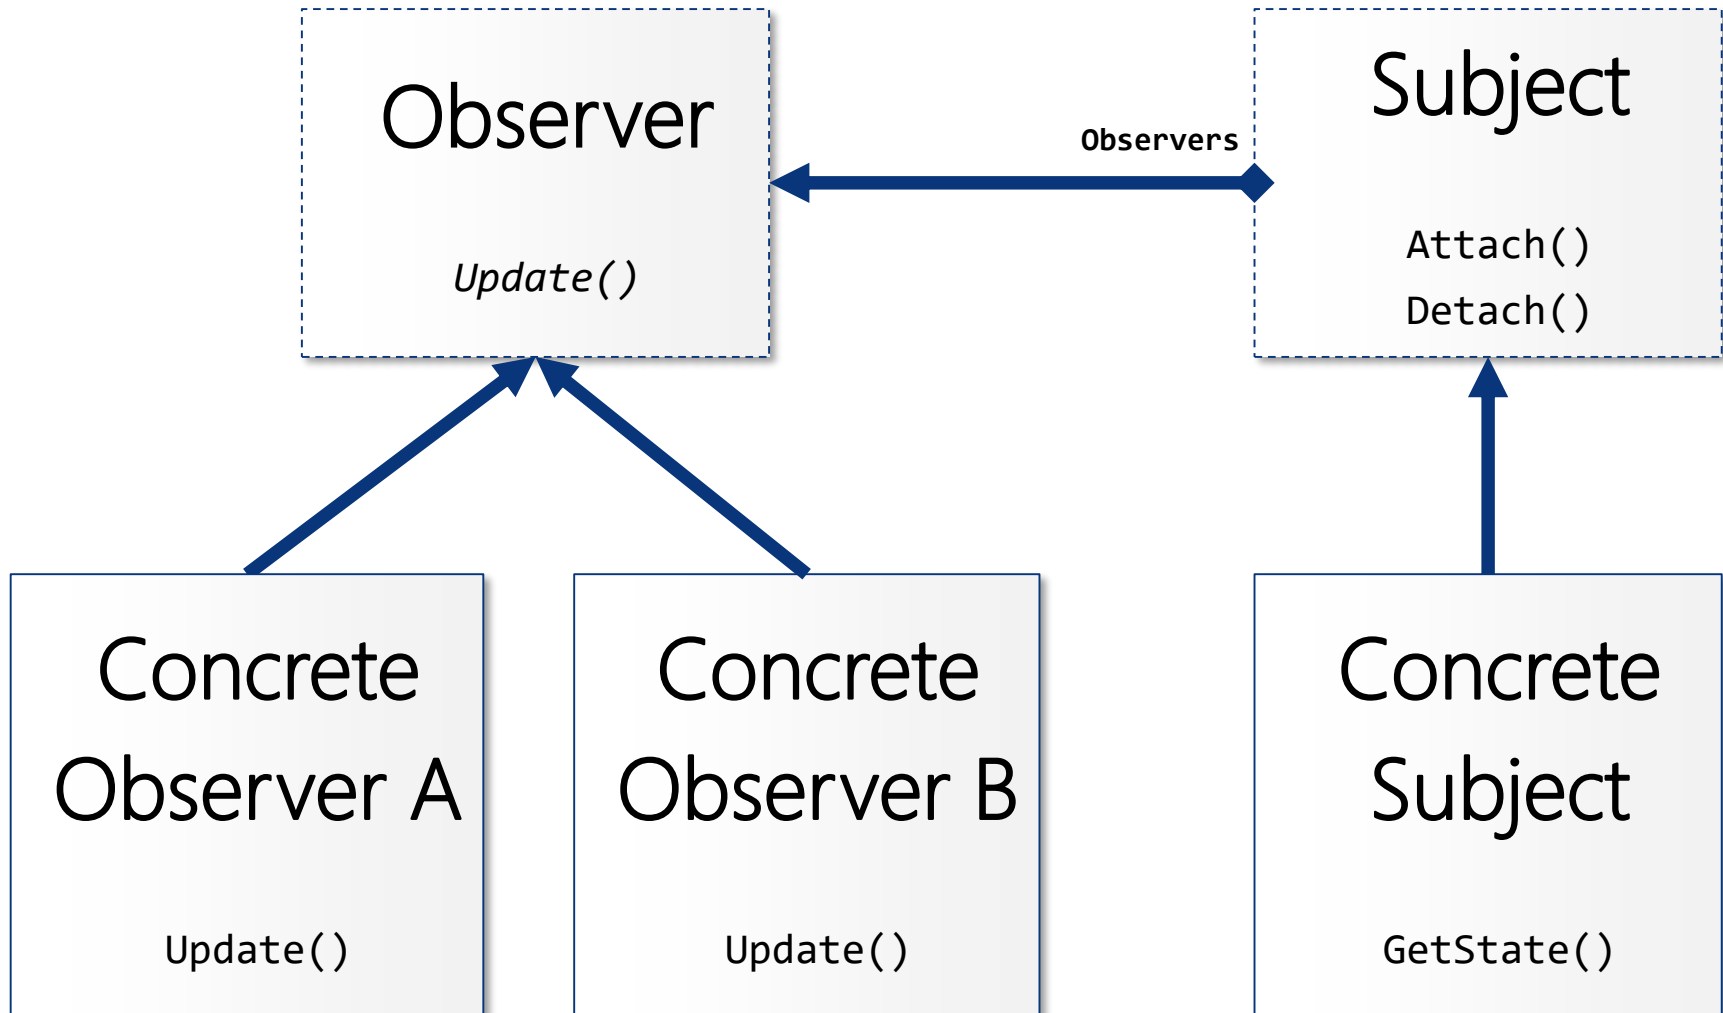 Observer
Update()
Observers
Subject
Attach()
Detach()
Concrete
Observer A
Update()
Concrete
Observer B
Update()
Concrete
Subject
GetState()